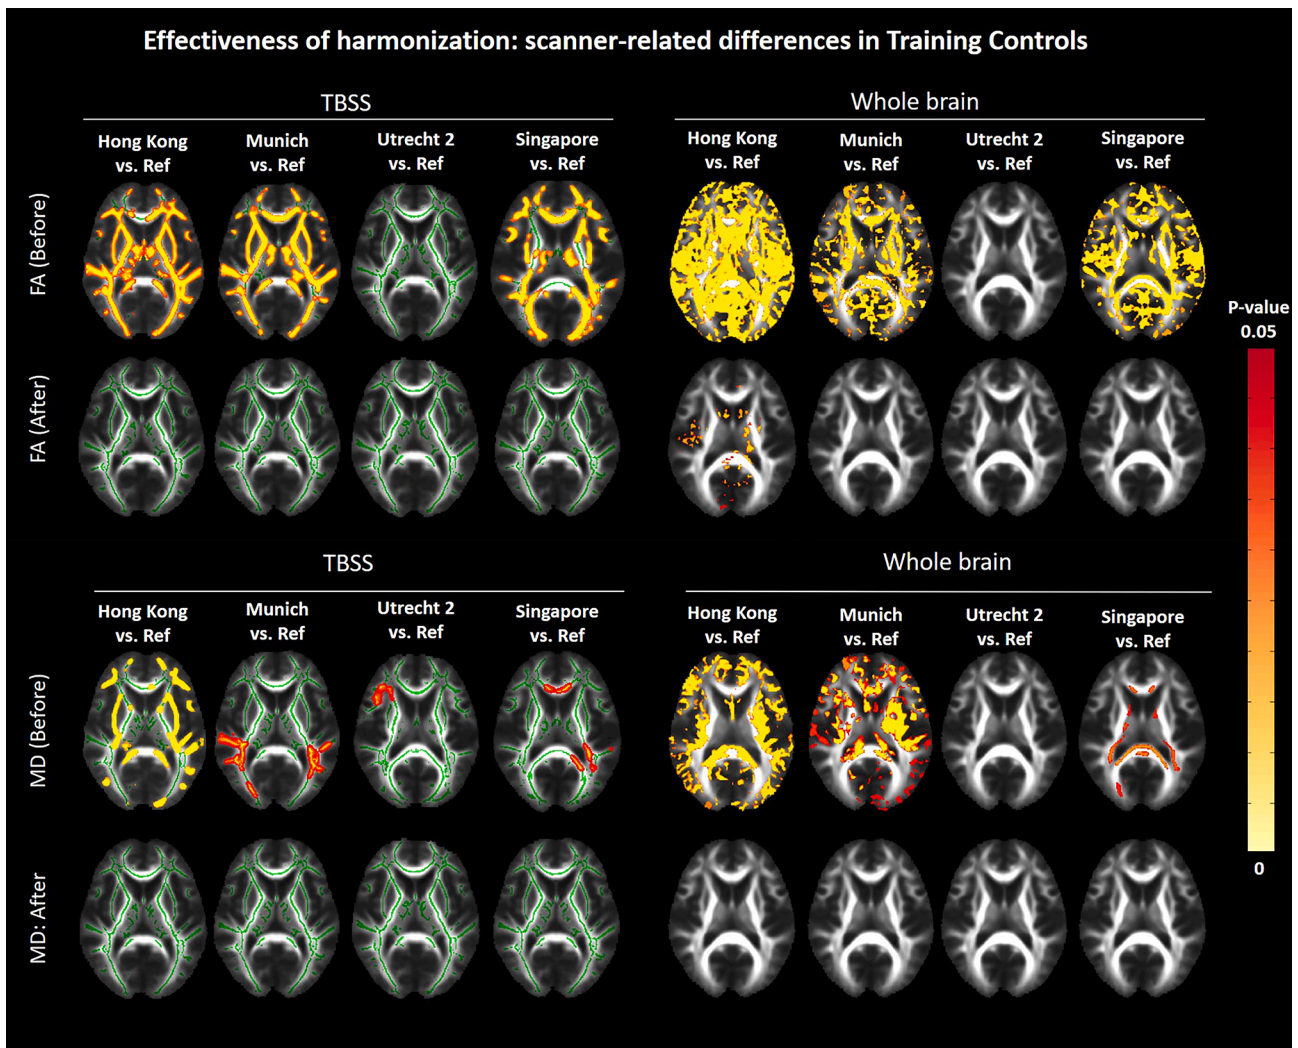 Effectiveness of harmonization: scanner-related differences in Training Controls
TBSS
Whole brain
Hong Kong
vs. Ref
Munich
vs. Ref
Utrecht 2
vs. Ref
Singapore
vs. Ref
Hong Kong
vs. Ref
Munich
vs. Ref
Utrecht 2
vs. Ref
Singapore
vs. Ref
FA (Before)
FA (After)
P-value
0.05
0
TBSS
Whole brain
Hong Kong
vs. Ref
Munich
vs. Ref
Utrecht 2
vs. Ref
Singapore
vs. Ref
Hong Kong
vs. Ref
Munich
vs. Ref
Utrecht 2
vs. Ref
Singapore
vs. Ref
MD (Before)
MD: After